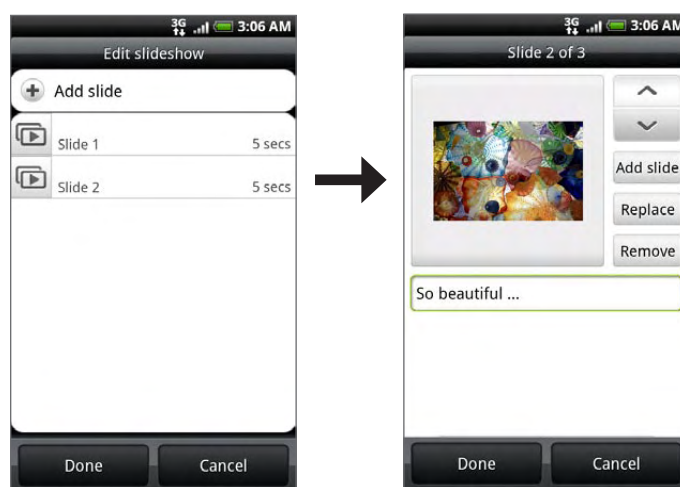 3G 3:06 AM
Edit slideshow
Add slide
Slide 1 5 secs
Slide 2 5 secs
Done Cancel
3G 3:06 AM
Slide 2 of 3
Add slide
Replace
Remove
So beautiful ...
Done Cancel